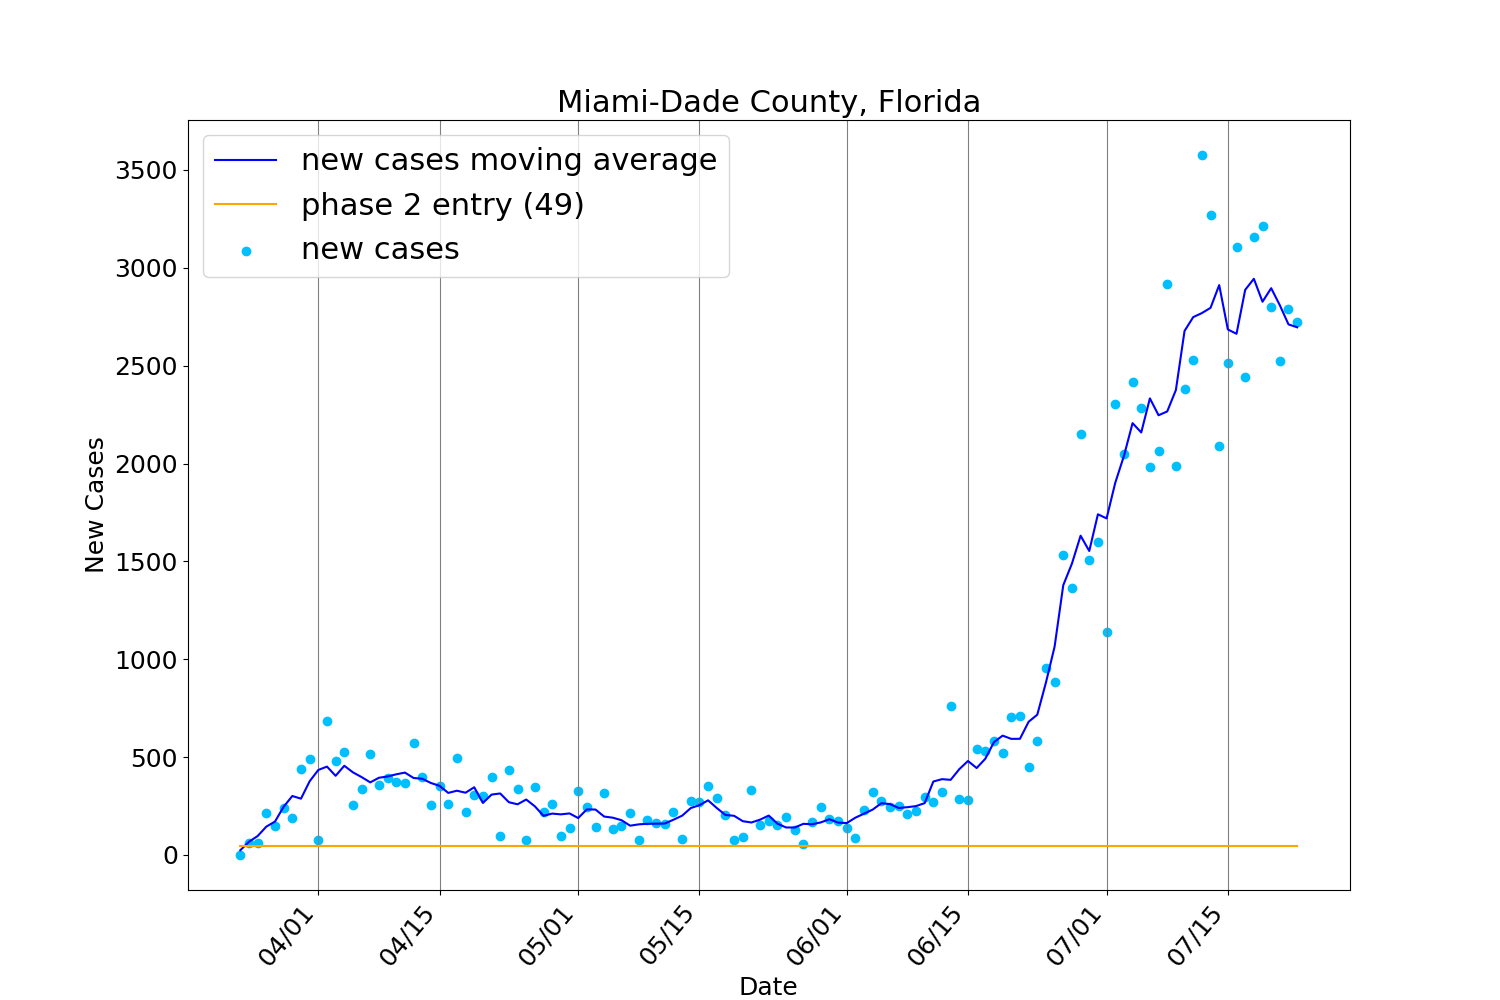 Miami-Dade County, Florida
new cases moving average
phase 2 entry (49)
new cases
New Cases
3500
3000
2500
2000
1500
1000
500
0
04/01
04/15
05/01
05/15
06/01
06/15
07/01
07/15
Date